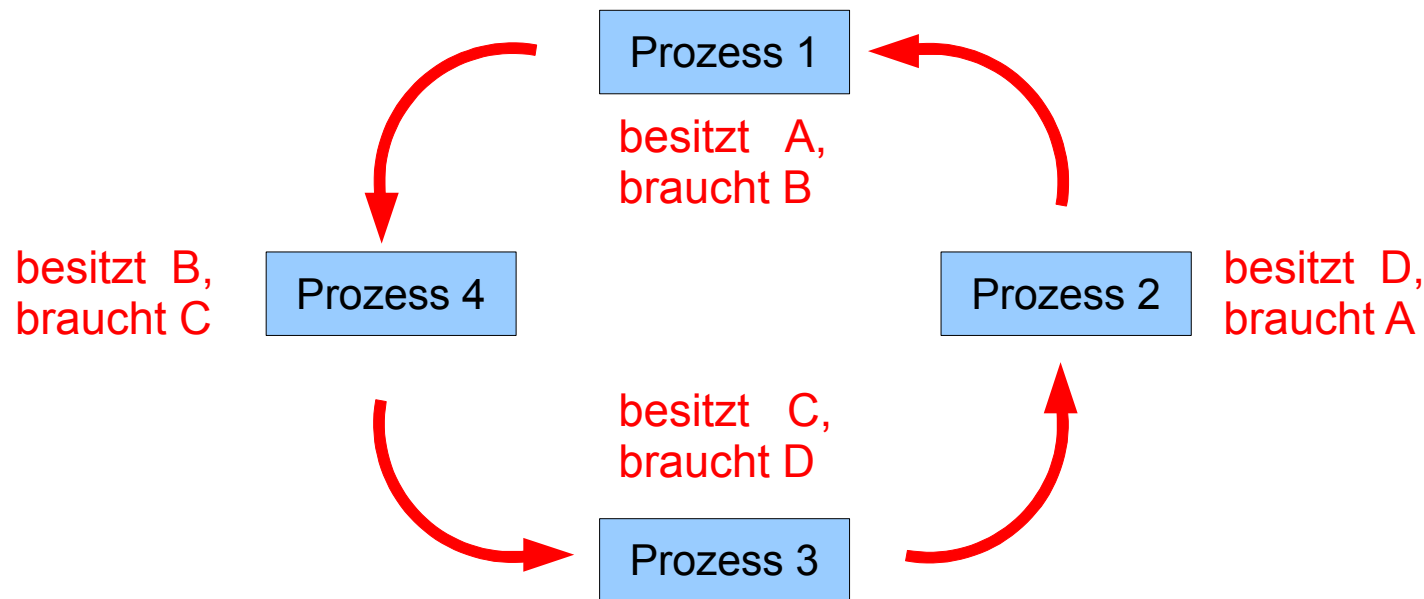 Prozess 1
besitzt A,
braucht B
besitzt B,
braucht C
Prozess 4
Prozess 2
besitzt D,
braucht A
besitzt C,
braucht D
Prozess 3